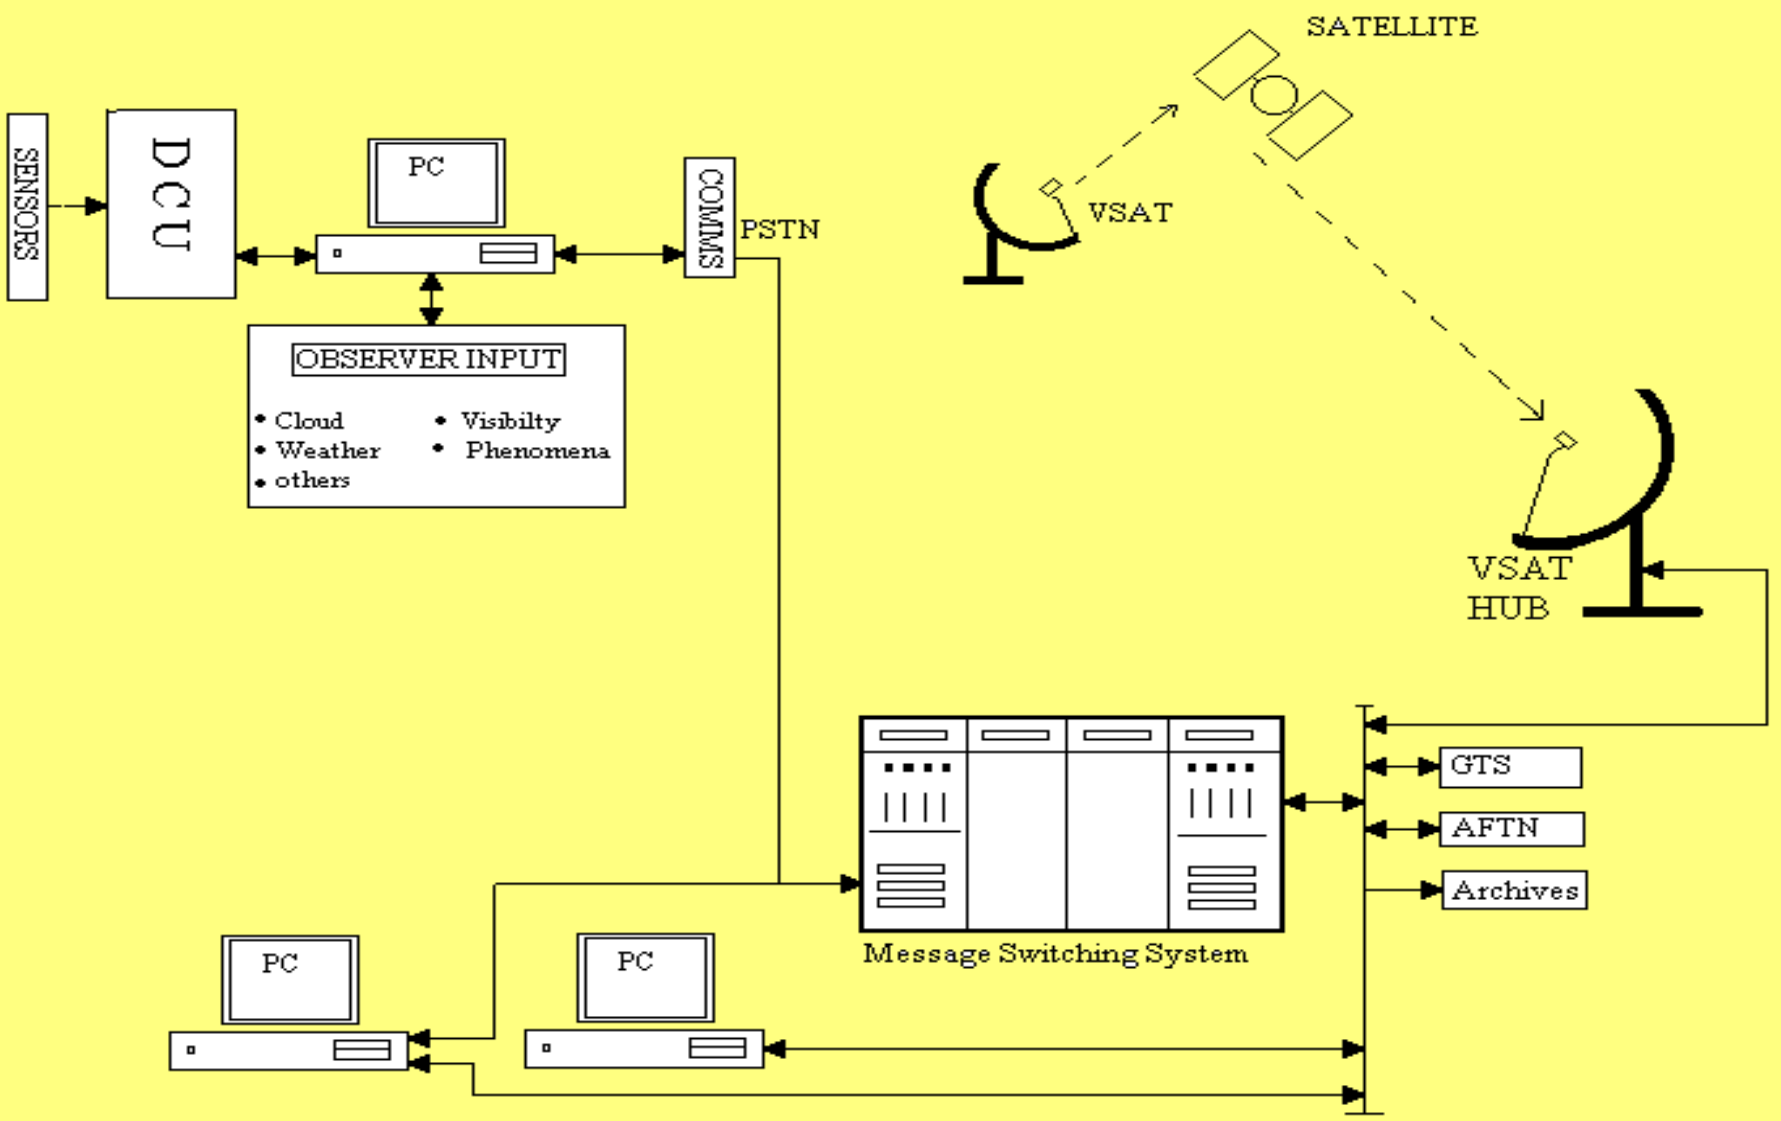 SATELLITE
SENSORS
DCU
PC
COMMS
PSTN
VSAT
OBSERVER INPUT
• Cloud
• Visibilty
• Weather
• Phenomena
• others
VSAT
HUB
GTS
AFTN
Archives
Message Switching System
PC
PC